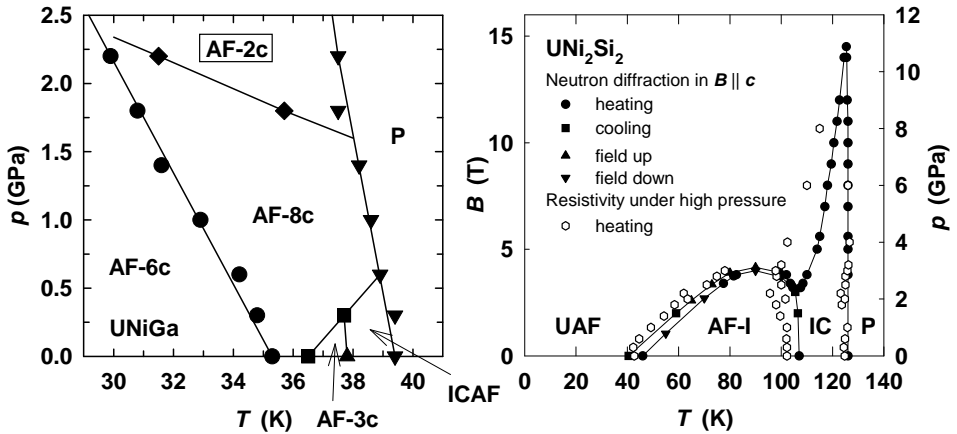 2.5
2.0
1.5
1.0
0.5
0.0
p (GPa)
AF-2c
P
AF-8c
AF-6c
UNiGa
30 32 34 36 38 40
T (K)
AF-3c
ICAF
15
10
5
0
B (T)
UNi₂Si₂
Neutron diffraction in B || c
heating
cooling
field up
field down
Resistivity under high pressure
heating
UAF AF-I IC P
0 20 40 60 80 100 120 140
T (K)
12
10
8
6
4
2
0
p (GPa)